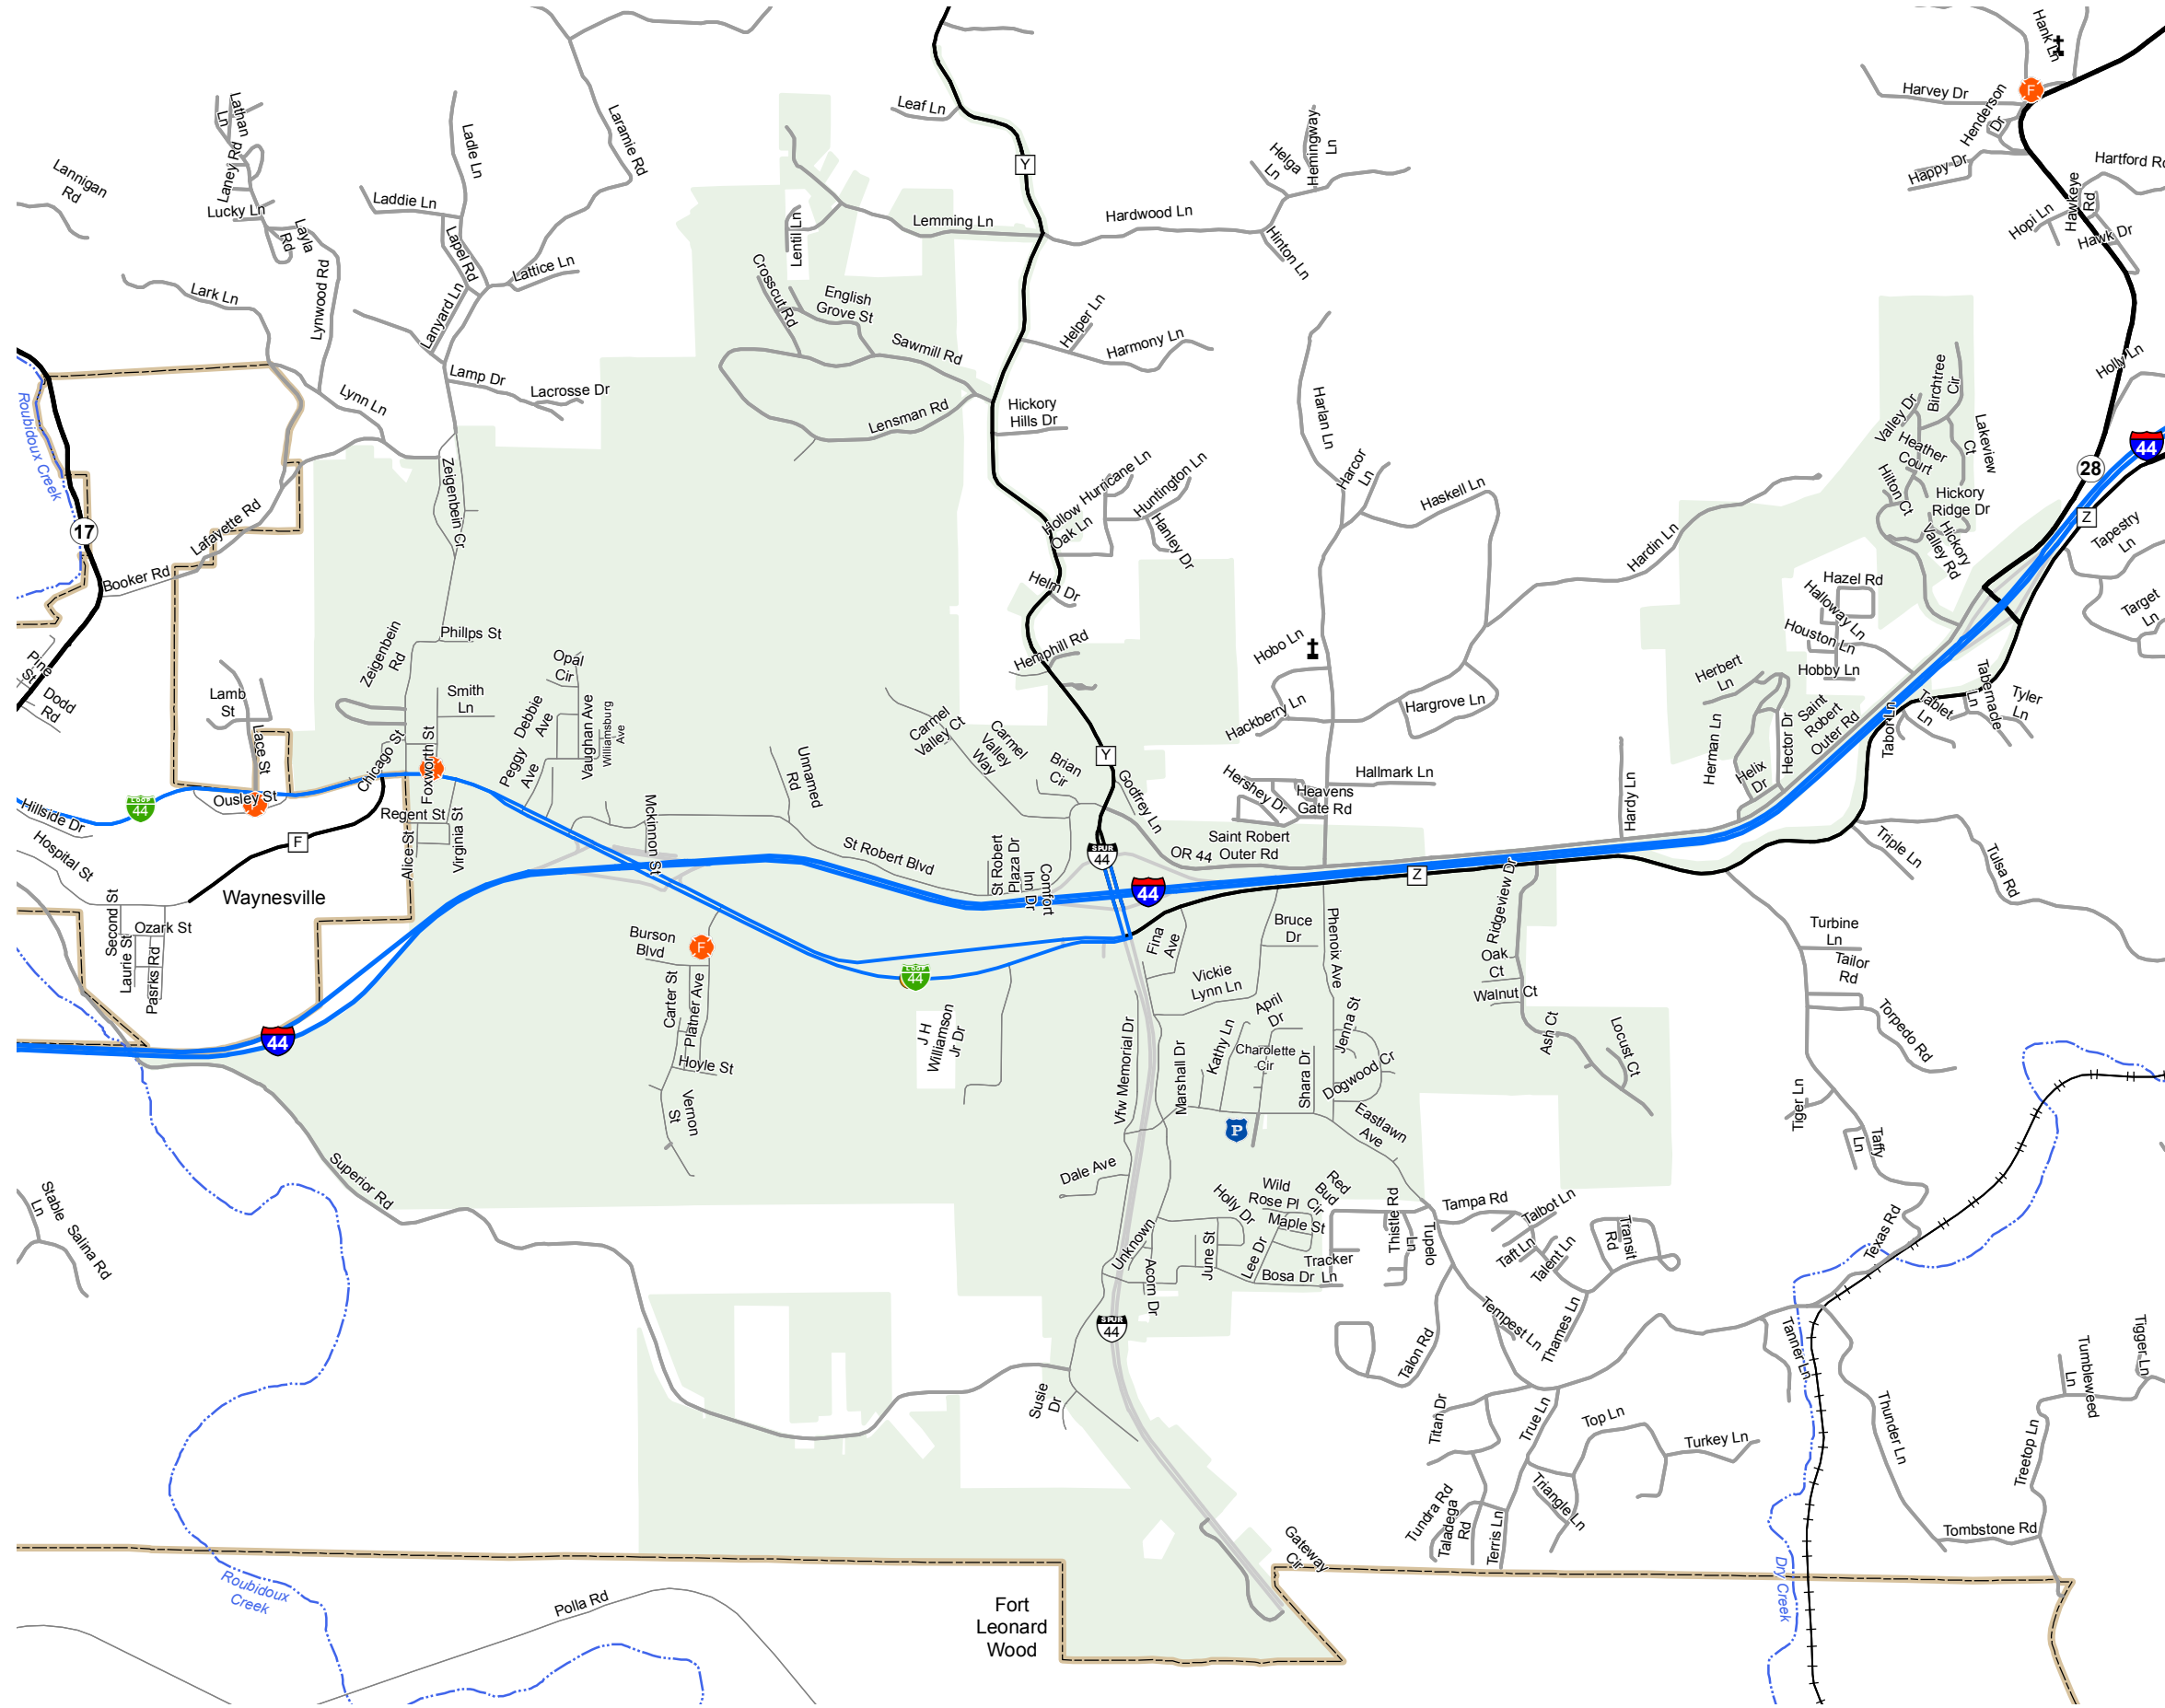 Hank Ln
Harvey Dr
F
Henderson
Dr
Leaf Ln
Lathan
Ln
Ladle Ln
Laramie Rd
Hemingway
Ln
Helga
Ln
Y
Happy Dr
Hartford Rd
Lannigan
Rd
Laney Rd
Lucky Ln
Laddie Ln
Lemming Ln
Hardwood Ln
Hawkeye
Rd
Hopi Ln
Hawk Dr
Layla
Rd
Lentil Ln
Lapel Rd
Lattice Ln
Hinton Ln
Lynwood Rd
Lark Ln
Lanyard Ln
Crosscut Rd
English
Grove St
Sawmill Rd
Helper Ln
Harmony Ln
Holly Ln
Lamp Dr
Lacrosse Dr
Lynn Ln
Lensman Rd
Hickory
Hills Dr
Harlan Ln
Birchtree
Cir
Valley Dr
Lakeview
Ct
Heather
Court
44
28
Roubidoux Creek
Zeigenbein Cr
Harcor
Ln
Haskell Ln
Hurricane Ln
Hollow
Oak Ln
Huntington Ln
Hanley Dr
Hilton Ct
Hickory
Ridge Dr
Hickory
Valley Rd
Z
Tapestry
Ln
17
Lafayette Rd
Booker Rd
Hardin Ln
Helm Dr
Hazel Rd
Halloway Ln
Houston Ln
Hobby Ln
Target
Ln
Phillps St
Zeigenbein
Rd
Hemphill Rd
Hobo Ln
Herbert
Ln
Pine
St
Dodd
Rd
Lamb
St
Opal
Cir
Smith
Ln
Debbie
Ave
Peggy
Ave
Vaughan Ave
Williamsburg
Ave
Hackberry Ln
Hargrove Ln
Saint
Robert
Outer Rd
Tabor Ln
Tablet
Ln
Tabernacle
Ln
Tyler
Ln
Lace St
Chicago St
Foxworth St
Unnamed
Rd
Carmel
Valley Ct
Carmel
Valley
Way
Brian
Cir
Y
Godfrey Ln
Hershey Dr
Heavens
Gate Rd
Hallmark Ln
Hardy Ln
Herman Ln
Helix
Dr
Hector Dr
LOOP
44
Ousley St
Hillside Dr
Hospital St
F
Regent St
Alice St
Virginia St
Mckinnon St
St Robert Blvd
St Robert
Plaza Dr
Comfort
Inn Dr
SPUR
44
OR 44
Saint Robert
Outer Rd
44
Z
Triple Ln
Tulsa Rd
Waynesville
Second St
Ozark St
Laurie St
Pasrks Rd
Burson
Blvd
F
Carter St
Platner Ave
Hoyle St
Vernon
St
LOOP
44
J H
Williamson
Jr Dr
Fina
Ave
Bruce
Dr
Phenoix Ave
Ridgeview Dr
Oak
Ct
Walnut Ct
Turbine
Ln
Tailor
Rd
Torpedo Rd
44
Vickie
Lynn Ln
April
Dr
Jenna St
Charolette
Cir
Kathy Ln
Marshall Dr
Vfw Memorial Dr
Shara Dr
Dogwood Cr
Ash Ct
Locust Ct
Tiger Ln
P
Eastlawn
Ave
Taffy
Ln
Superior Rd
Stable
Ln
Salina Rd
Dale Ave
Holly Dr
Wild
Rose Pl
Red
Bud
Cir
Maple St
Thistle Rd
Tampa Rd
Talbot Ln
Taft Ln
Talent Ln
Transit
Rd
Texas Rd
Unknown
Acorn Dr
June St
Lee Dr
Bosa Dr
Tracker
Ln
Ln
Tupelo
SPUR
44
Tempest Ln
Talon Rd
Thames Ln
Tanner Ln
Tigger Ln
Tumbleweed
Ln
Susie
Dr
Titan Dr
True Ln
Top Ln
Turkey Ln
Thunder Ln
Treetop Ln
Tundra Rd
Taladega
Rd
Terris Ln
Triangle Ln
Tombstone Rd
Gateway
Cir
Dry Creek
Roubidoux
Creek
Polla Rd
Fort
Leonard
Wood